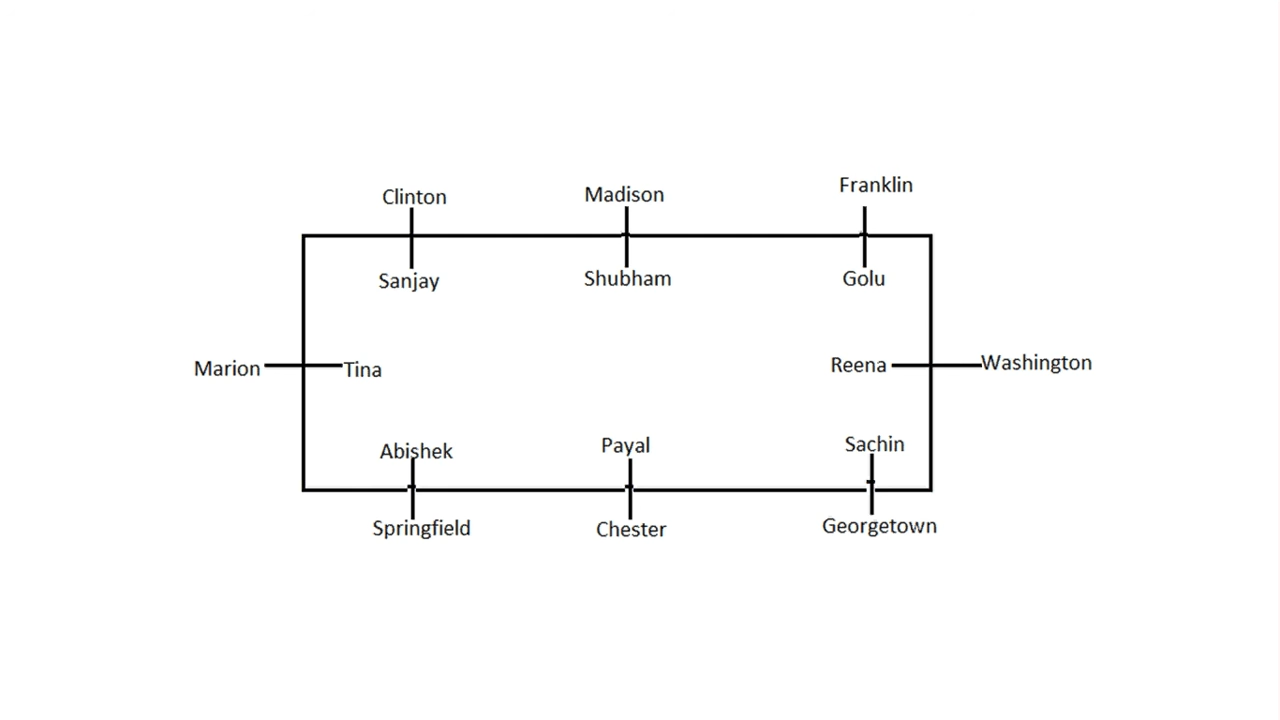 Clinton
Madison
Franklin
Sanjay
Shubham
Golu
Marion
Tina
Reena
Washington
Abishek
Payal
Sachin
Springfield
Chester
Georgetown